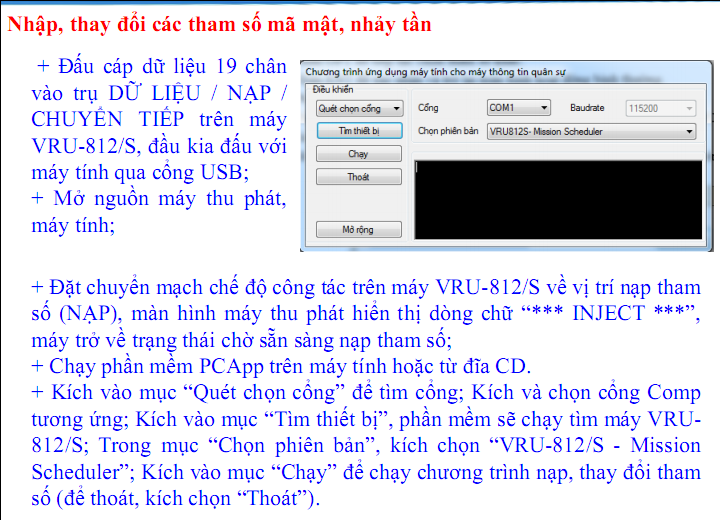 Nhập, thay đổi các tham số mã mật, nhảy tần
+ Đấu cáp dữ liệu 19 chân
vào trụ DỮ LIỆU / NẠP /
CHUYỂN TIẾP trên máy
VRU-812/S, đầu kia đấu với
máy tính qua cổng USB;
+ Mở nguồn máy thu phát,
máy tính;
Chương trình ứng dụng máy tính cho máy thông tin quân sự
Điều khiển
Quét chọn cổng
Cổng COM1 Baudrate 115200
Tìm thiết bị
Chọn phiên bản VRU812S- Mission Scheduler
Chạy
Thoát
Mở rộng
+ Đặt chuyển mạch chế độ công tác trên máy VRU-812/S về vị trí nạp tham
số (NẠP), màn hình máy thu phát hiển thị dòng chữ “*** INJECT ***”,
máy trở về trạng thái chờ sẵn sàng nạp tham số;
+ Chạy phần mềm PCApp trên máy tính hoặc từ đĩa CD.
+ Kích vào mục “Quét chọn cổng” để tìm cổng; Kích và chọn cổng Comp
tương ứng; Kích vào mục “Tìm thiết bị”, phần mềm sẽ chạy tìm máy VRU-
812/S; Trong mục “Chọn phiên bản”, kích chọn “VRU-812/S - Mission
Scheduler”; Kích vào mục “Chạy” để chạy chương trình nạp, thay đổi tham
số (để thoát, kích chọn “Thoát”).